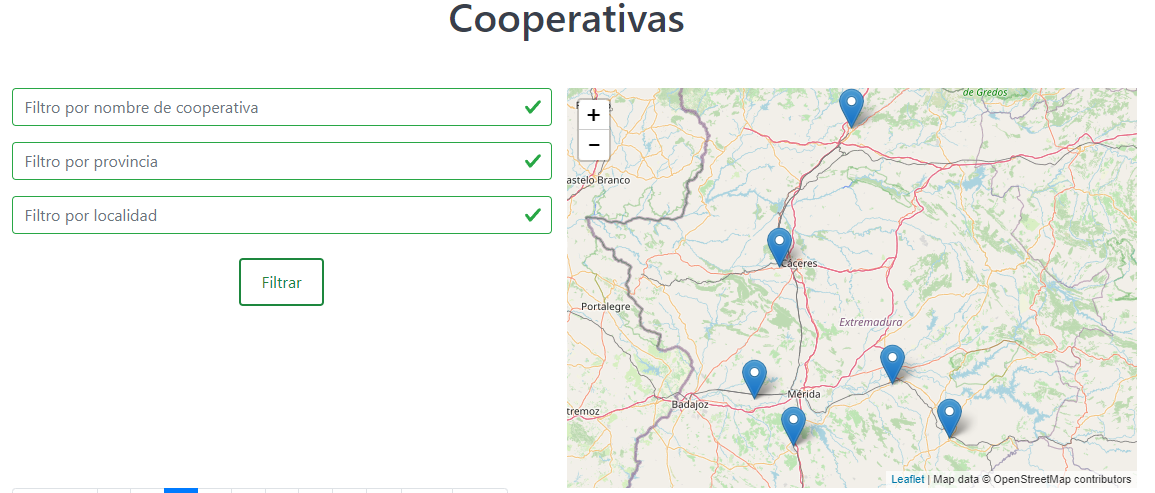 Cooperativas
Filtro por nombre de cooperativa
Filtro por provincia
Filtro por localidad
Filtrar
+
−
de Gredos
astelo Branco
Cáceres
Portalegre
Extremadura
Mérida
Badajoz
tremoz
Leaflet | Map data © OpenStreetMap contributors